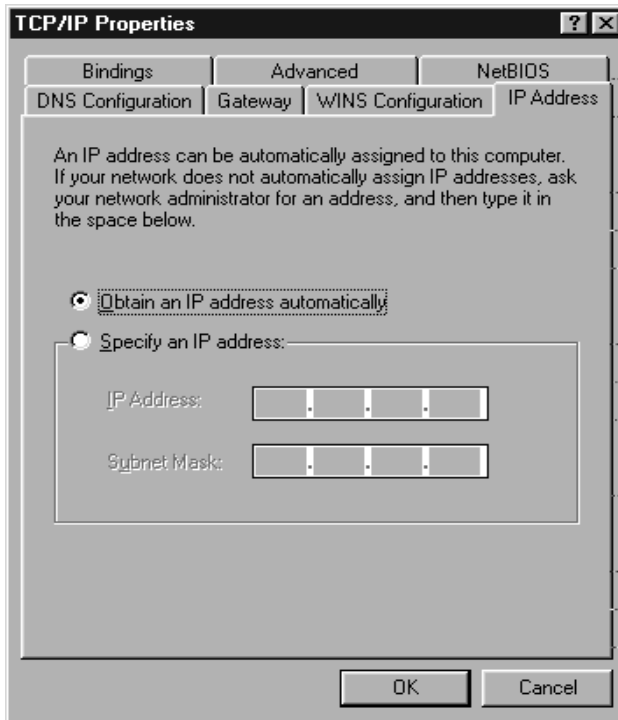 TCP/IP Properties
Bindings
Advanced
NetBIOS
DNS Configuration
Gateway
WINS Configuration
IP Address
An IP address can be automatically assigned to this computer.
If your network does not automatically assign IP addresses, ask
your network administrator for an address, and then type it in
the space below.
Obtain an IP address automatically
Specify an IP address:
IP Address:
. . .
Subnet Mask:
. . .
OK
Cancel